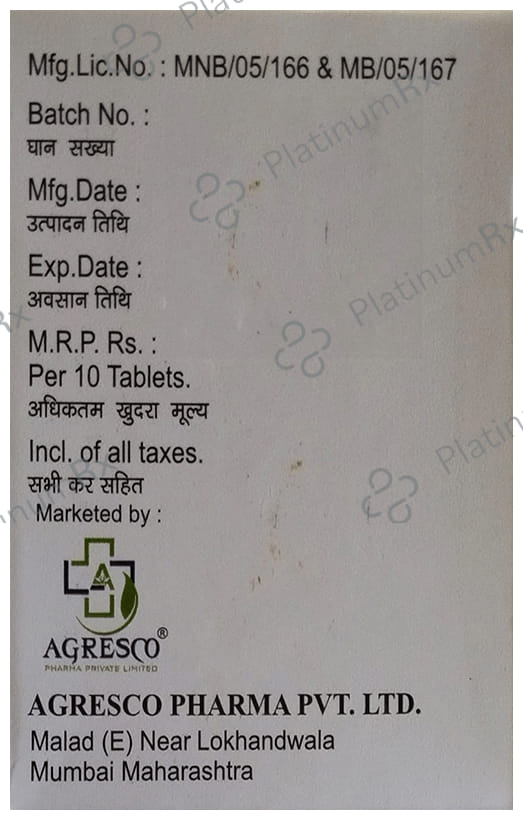 Mfg.Lic.No. : MNB/05/166 & MB/05/167
Batch No. :
घान सख्या
Mfg.Date :
उत्पादन तिथि
Exp.Date :
अवसान तिथि
M.R.P. Rs. :
Per 10 Tablets.
अधिकतम खुदरा मूल्य
Incl. of all taxes.
सभी कर सहित
Marketed by :
A
AGRESCO®
PHARMA PRIVATE LIMITED
AGRESCO PHARMA PVT. LTD.
Malad (E) Near Lokhandwala
Mumbai Maharashtra
PlatinumRx
PlatinumRx